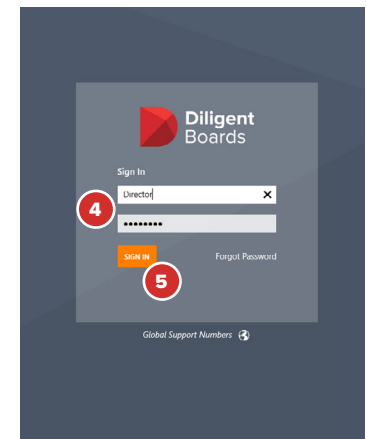 Diligent
Boards
Sign In
Director
4
SIGN IN
Forgot Password
5
Global Support Numbers